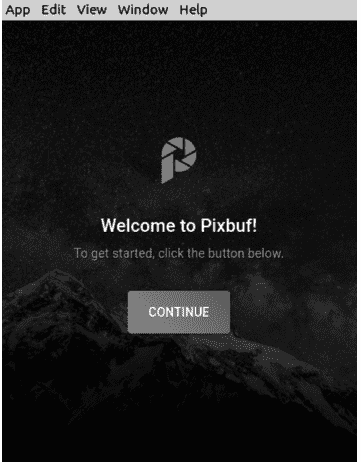 App Edit View Window Help
Welcome to Pixbuf!
To get started, click the button below.
CONTINUE